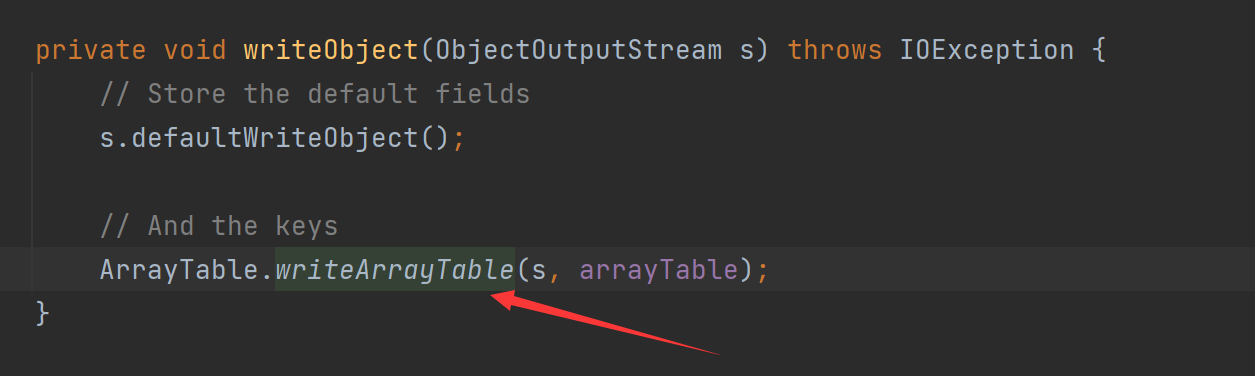 private void writeObject(ObjectOutputStream s) throws IOException {
// Store the default fields
s.defaultWriteObject();
// And the keys
ArrayTable.writeArrayTable(s, arrayTable);
}